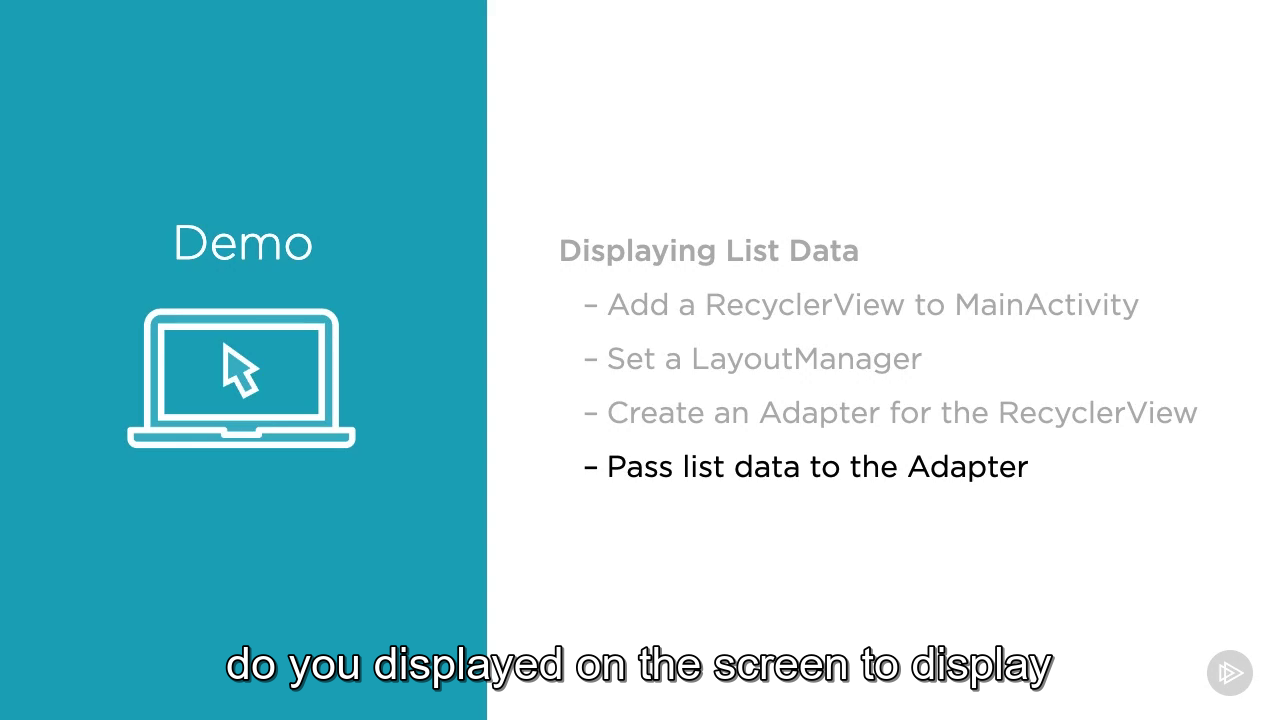 Demo
Displaying List Data
– Add a RecyclerView to MainActivity
– Set a LayoutManager
– Create an Adapter for the RecyclerView
– Pass list data to the Adapter
do you displayed on the screen to display